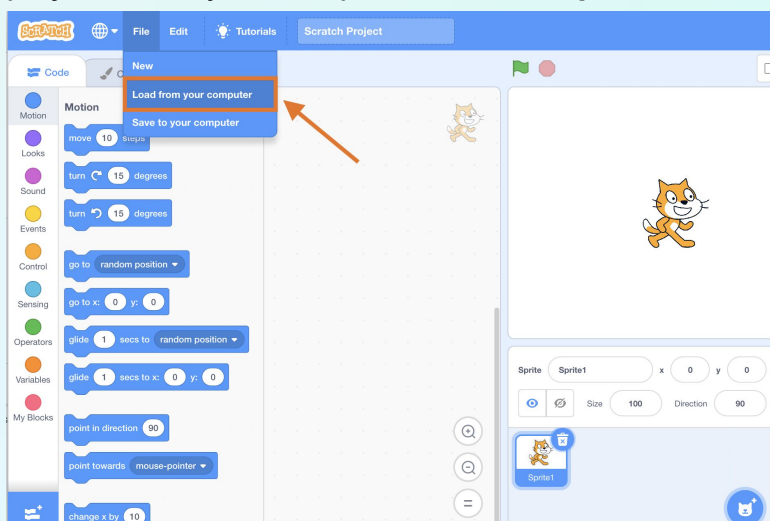 SCRATCH File Edit Tutorials Scratch Project
Code
New
Load from your computer
Save to your computer
Motion
Looks
Sound
Events
Control
Sensing
Operators
Variables
My Blocks
Motion
move 10 steps
turn 15 degrees
turn 15 degrees
go to random position
go to x: 0 y: 0
glide 1 secs to random position
glide 1 secs to x: 0 y: 0
point in direction 90
point towards mouse-pointer
change x by 10
Sprite Sprite1 x 0 y 0
Size 100 Direction 90
Sprite1